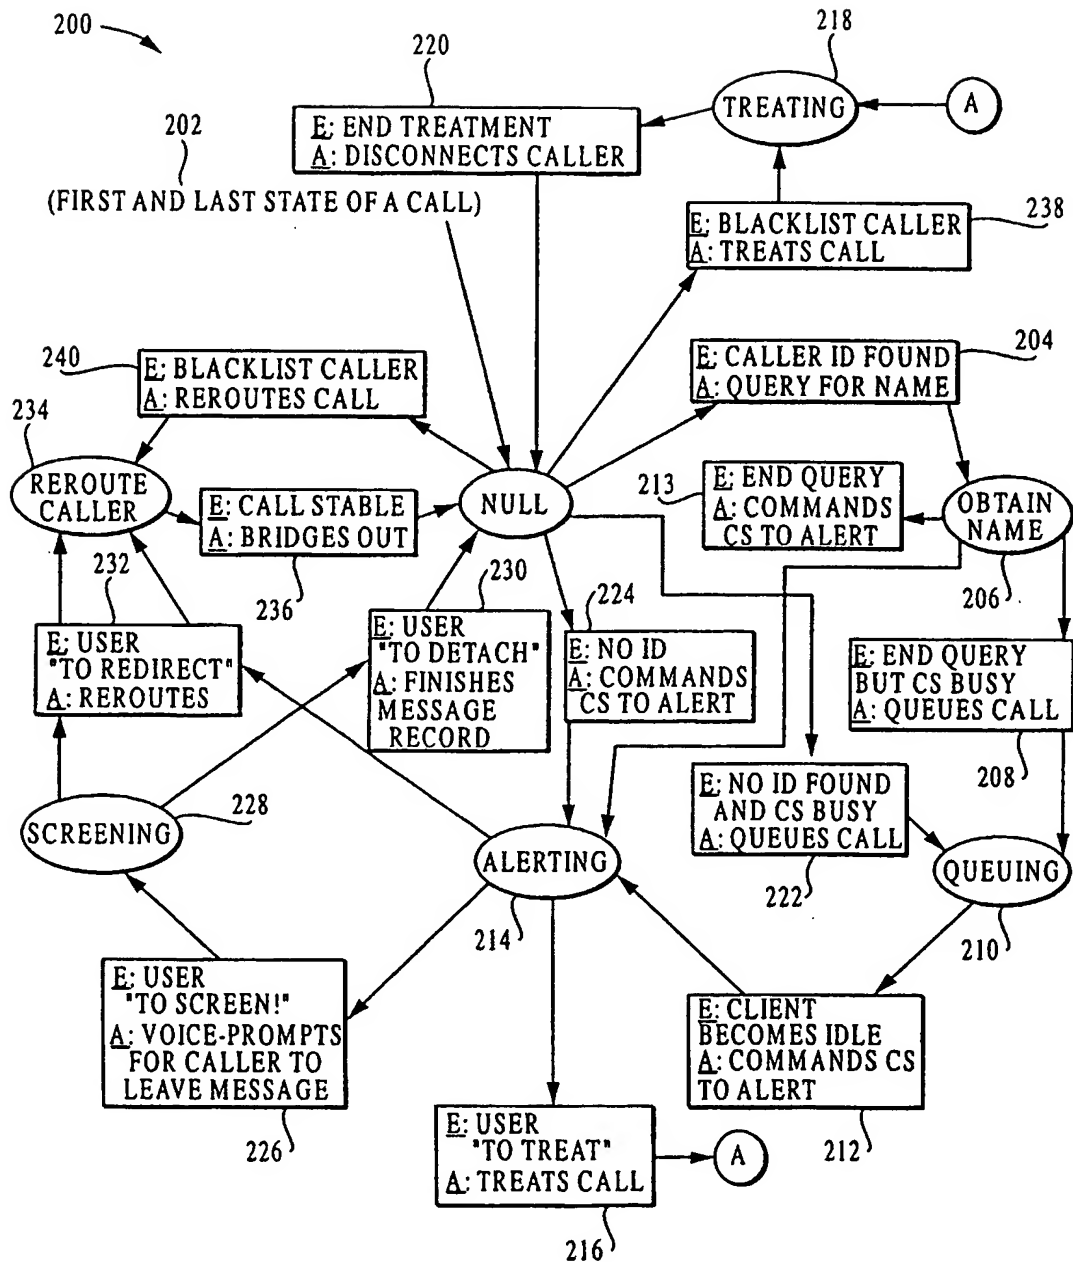 200
220
218
TREATING
A
E: END TREATMENT
A: DISCONNECTS CALLER
202
(FIRST AND LAST STATE OF A CALL)
238
E: BLACKLIST CALLER
A: TREATS CALL
240
E: BLACKLIST CALLER
A: REROUTES CALL
204
E: CALLER ID FOUND
A: QUERY FOR NAME
234
REROUTE
CALLER
E: CALL STABLE
A: BRIDGES OUT
236
NULL
213
E: END QUERY
A: COMMANDS
CS TO ALERT
OBTAIN
NAME
206
232
E: USER
"TO REDIRECT"
A: REROUTES
230
E: USER
"TO DETACH"
A: FINISHES
MESSAGE
RECORD
224
E: NO ID
A: COMMANDS
CS TO ALERT
E: END QUERY
BUT CS BUSY
A: QUEUES CALL
208
SCREENING
228
ALERTING
214
E: NO ID FOUND
AND CS BUSY
A: QUEUES CALL
222
QUEUING
210
E: USER
"TO SCREEN!"
A: VOICE-PROMPTS
FOR CALLER TO
LEAVE MESSAGE
226
E: CLIENT
BECOMES IDLE
A: COMMANDS CS
TO ALERT
212
E: USER
"TO TREAT"
A: TREATS CALL
216
A